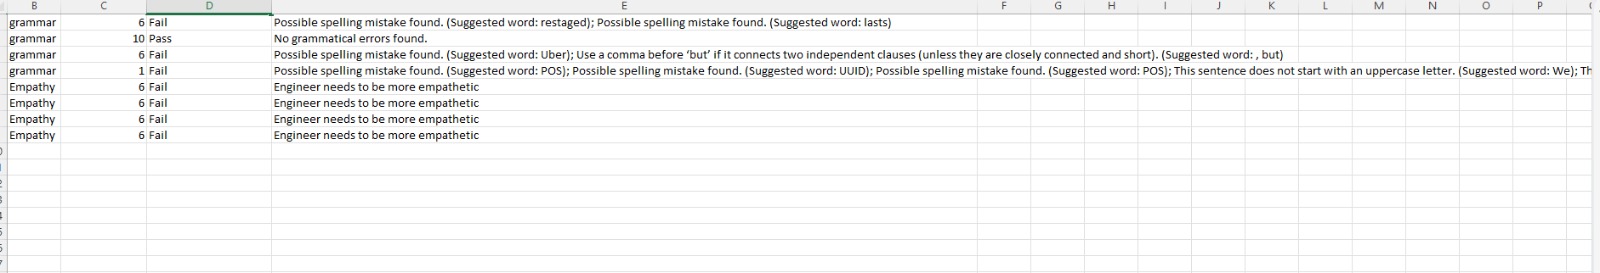 B C D E F G H I J K L M N O P
grammar 6 Fail Possible spelling mistake found. (Suggested word: restaged); Possible spelling mistake found. (Suggested word: lasts)
grammar 10 Pass No grammatical errors found.
grammar 6 Fail Possible spelling mistake found. (Suggested word: Uber); Use a comma before ‘but’ if it connects two independent clauses (unless they are closely connected and short). (Suggested word: , but)
grammar 1 Fail Possible spelling mistake found. (Suggested word: POS); Possible spelling mistake found. (Suggested word: UUID); Possible spelling mistake found. (Suggested word: POS); This sentence does not start with an uppercase letter. (Suggested word: We); Th
Empathy 6 Fail Engineer needs to be more empathetic
Empathy 6 Fail Engineer needs to be more empathetic
Empathy 6 Fail Engineer needs to be more empathetic
Empathy 6 Fail Engineer needs to be more empathetic